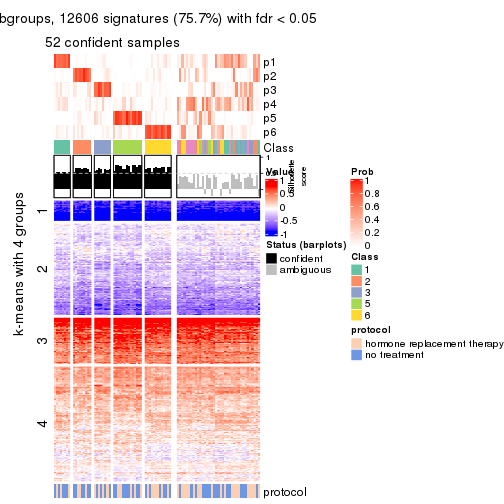 bgroups, 12606 signatures (75.7%) with fdr < 0.05
52 confident samples
p1
p2
p3
p4
p5
p6
Class
1
Silhouette
score
Value
1
0.5
0
-0.5
-1
Status (barplots)
confident
ambiguous
Prob
1
0.8
0.6
0.4
0.2
0
Class
1
2
3
5
6
protocol
hormone replacement therapy
no treatment
k-means with 4 groups
1
2
3
4
protocol